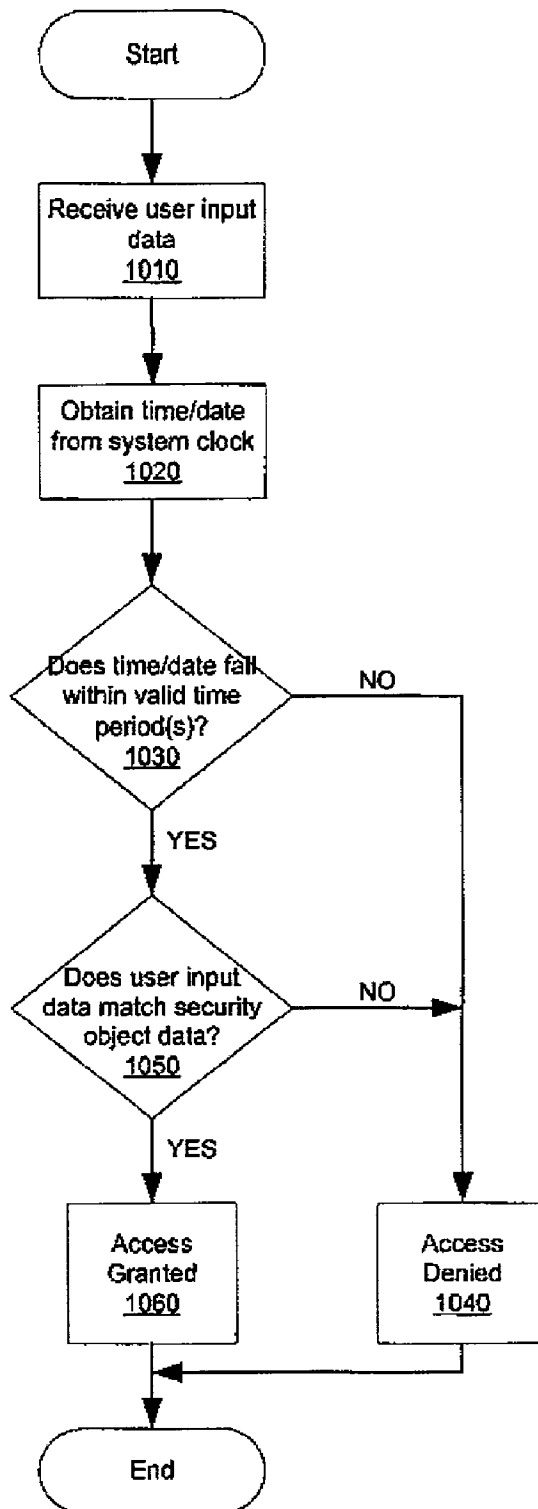 Start
Receive user input
data
1010
Obtain time/date
from system clock
1020
Does time/date fall
within valid time
period(s)?
1030
NO
YES
Does user input
data match security
object data?
1050
NO
YES
Access
Granted
1060
Access
Denied
1040
End